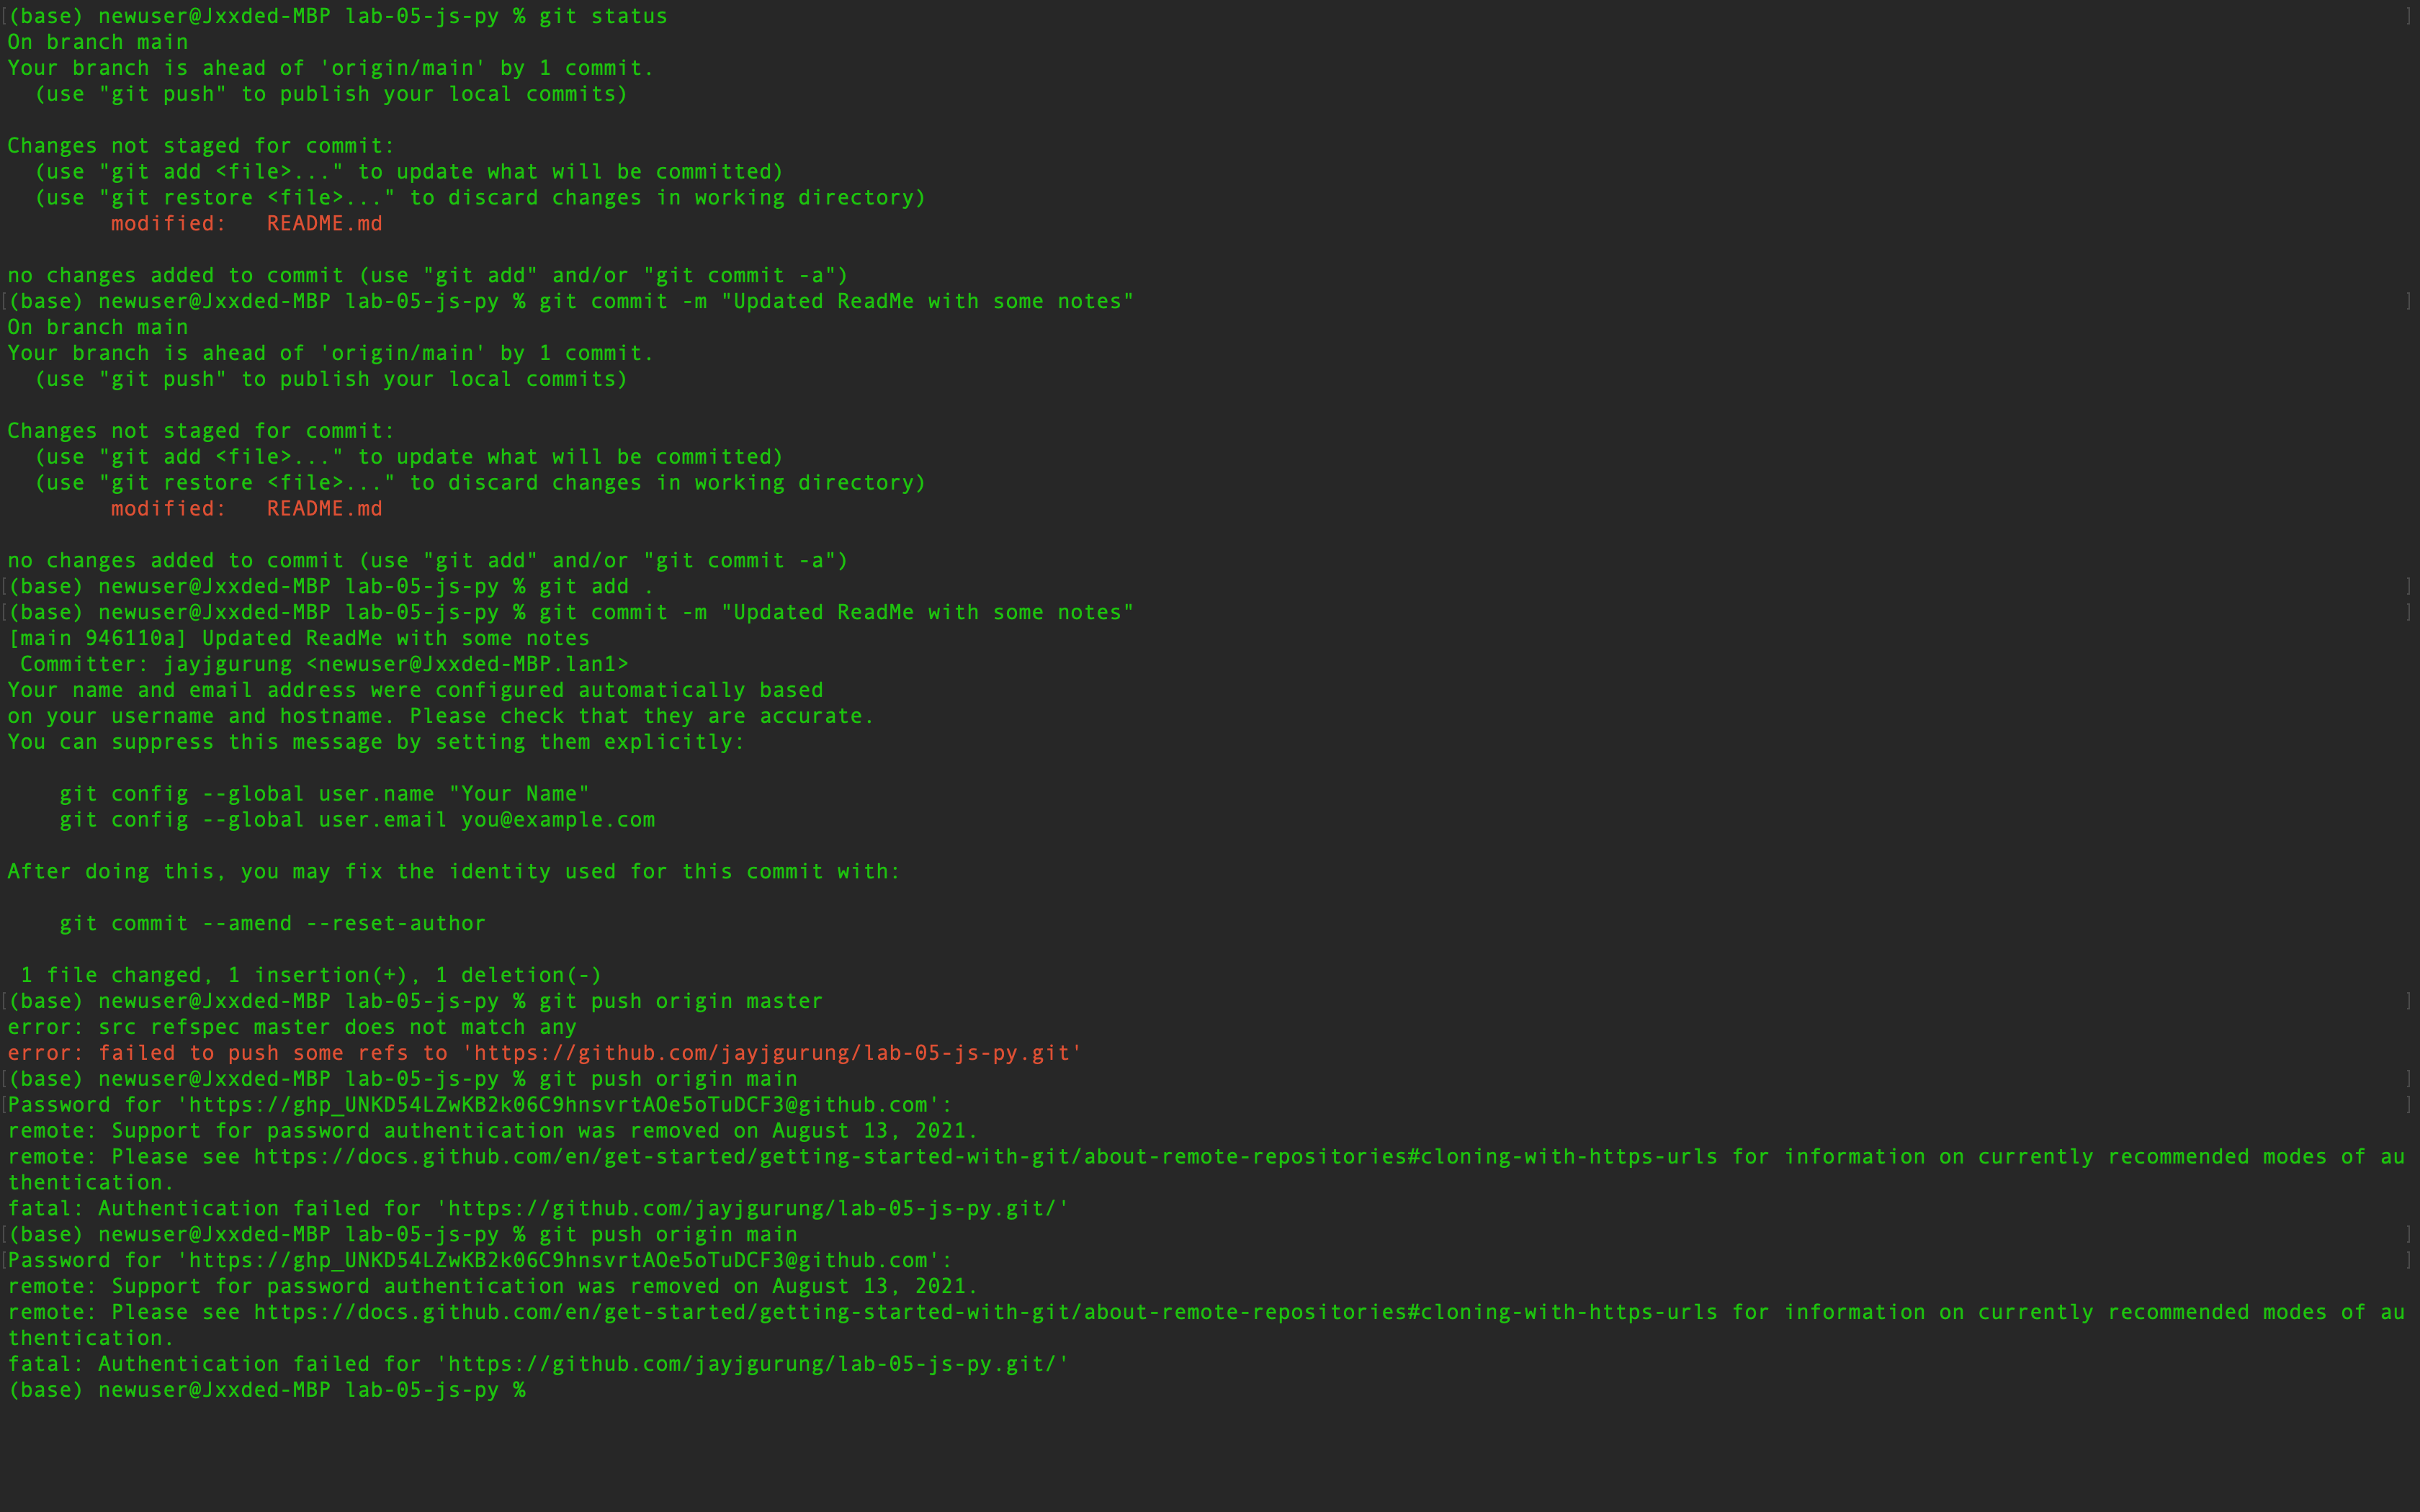 (base) newuser@Jxxded-MBP lab-05-js-py % git status
On branch main
Your branch is ahead of 'origin/main' by 1 commit.
  (use "git push" to publish your local commits)

Changes not staged for commit:
  (use "git add <file>..." to update what will be committed)
  (use "git restore <file>..." to discard changes in working directory)
        modified:   README.md

no changes added to commit (use "git add" and/or "git commit -a")
(base) newuser@Jxxded-MBP lab-05-js-py % git commit -m "Updated ReadMe with some notes"
On branch main
Your branch is ahead of 'origin/main' by 1 commit.
  (use "git push" to publish your local commits)

Changes not staged for commit:
  (use "git add <file>..." to update what will be committed)
  (use "git restore <file>..." to discard changes in working directory)
        modified:   README.md

no changes added to commit (use "git add" and/or "git commit -a")
(base) newuser@Jxxded-MBP lab-05-js-py % git add .
(base) newuser@Jxxded-MBP lab-05-js-py % git commit -m "Updated ReadMe with some notes"
[main 946110a] Updated ReadMe with some notes
 Committer: jayjgurung <newuser@Jxxded-MBP.lan1>
Your name and email address were configured automatically based
on your username and hostname. Please check that they are accurate.
You can suppress this message by setting them explicitly:

    git config --global user.name "Your Name"
    git config --global user.email you@example.com

After doing this, you may fix the identity used for this commit with:

    git commit --amend --reset-author

 1 file changed, 1 insertion(+), 1 deletion(-)
(base) newuser@Jxxded-MBP lab-05-js-py % git push origin master
error: src refspec master does not match any
error: failed to push some refs to 'https://github.com/jayjgurung/lab-05-js-py.git'
(base) newuser@Jxxded-MBP lab-05-js-py % git push origin main
Password for 'https://ghp_UNKD54LZwKB2k06C9hnsvrtAOe5oTuDCF3@github.com':
remote: Support for password authentication was removed on August 13, 2021.
remote: Please see https://docs.github.com/en/get-started/getting-started-with-git/about-remote-repositories#cloning-with-https-urls for information on currently recommended modes of au
thentication.
fatal: Authentication failed for 'https://github.com/jayjgurung/lab-05-js-py.git/'
(base) newuser@Jxxded-MBP lab-05-js-py % git push origin main
Password for 'https://ghp_UNKD54LZwKB2k06C9hnsvrtAOe5oTuDCF3@github.com':
remote: Support for password authentication was removed on August 13, 2021.
remote: Please see https://docs.github.com/en/get-started/getting-started-with-git/about-remote-repositories#cloning-with-https-urls for information on currently recommended modes of au
thentication.
fatal: Authentication failed for 'https://github.com/jayjgurung/lab-05-js-py.git/'
(base) newuser@Jxxded-MBP lab-05-js-py %